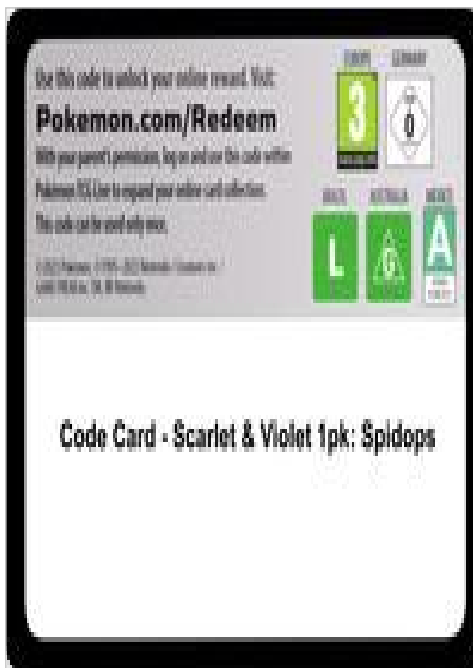 Use this code to unlock your online reward. Visit:
Pokemon.com/Redeem
With your parent's permission, log on and use this code within
Pokémon TCG Live to expand your online card collection.
This code can be used only once.
EUROPE GERMANY
3
0
BRAZIL AUSTRALIA MEXICO
L
G
A
Code Card - Scarlet & Violet 1pk: Spidops